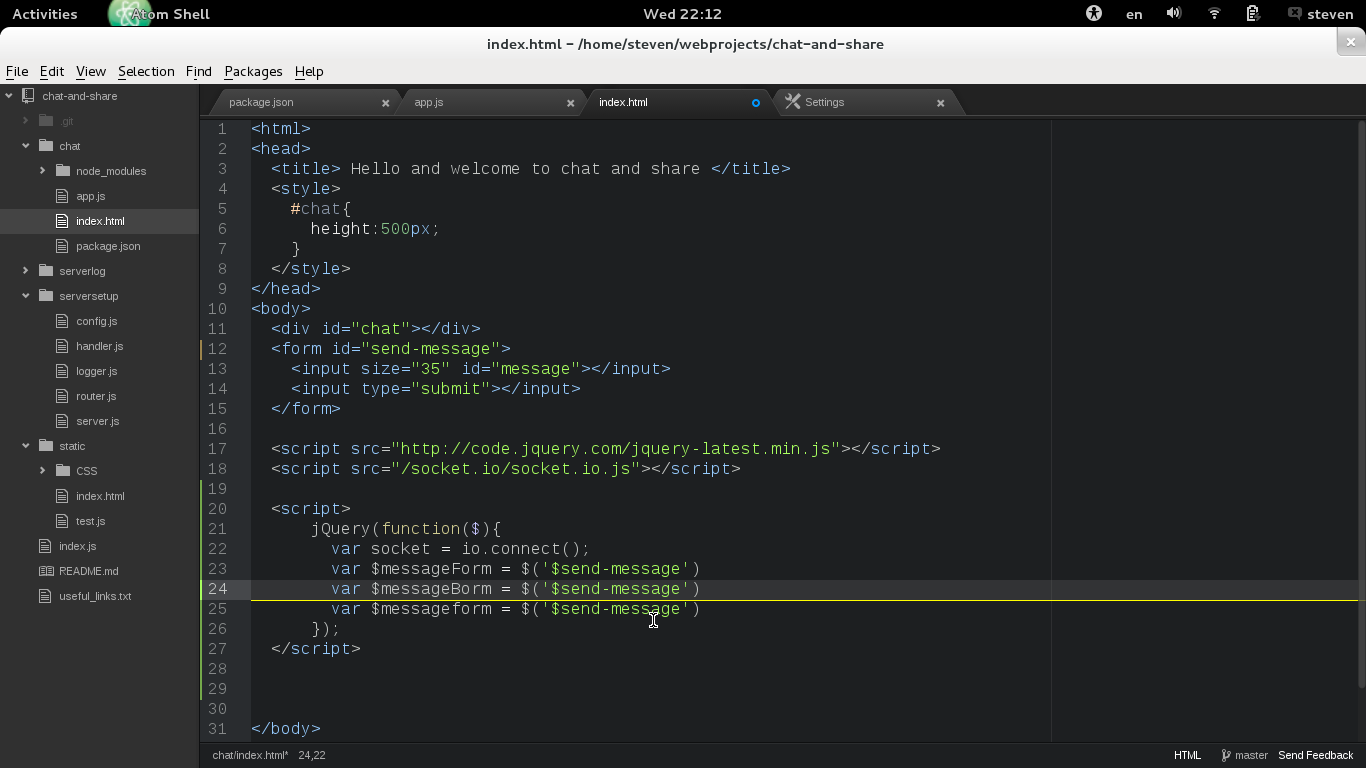 Activities Atom Shell Wed 22:12 en steven
index.html – /home/steven/webprojects/chat-and-share
File Edit View Selection Find Packages Help
chat-and-share
.git
chat
node_modules
app.js
index.html
package.json
serverlog
serversetup
config.js
handler.js
logger.js
router.js
server.js
static
CSS
index.html
test.js
index.js
README.md
useful_links.txt
package.json app.js index.html Settings
1 <html>
2 <head>
3 <title> Hello and welcome to chat and share </title>
4 <style>
5 #chat{
6 height:500px;
7 }
8 </style>
9 </head>
10 <body>
11 <div id="chat"></div>
12 <form id="send-message">
13 <input size="35" id="message"></input>
14 <input type="submit"></input>
15 </form>
16
17 <script src="http://code.jquery.com/jquery-latest.min.js"></script>
18 <script src="/socket.io/socket.io.js"></script>
19
20 <script>
21 jQuery(function($){
22 var socket = io.connect();
23 var $messageForm = $('$send-message')
24 var $messageBorm = $('$send-message')
25 var $messageform = $('$send-message')
26 });
27 </script>
28
29
30
31 </body>
chat/index.html* 24,22 HTML master Send Feedback